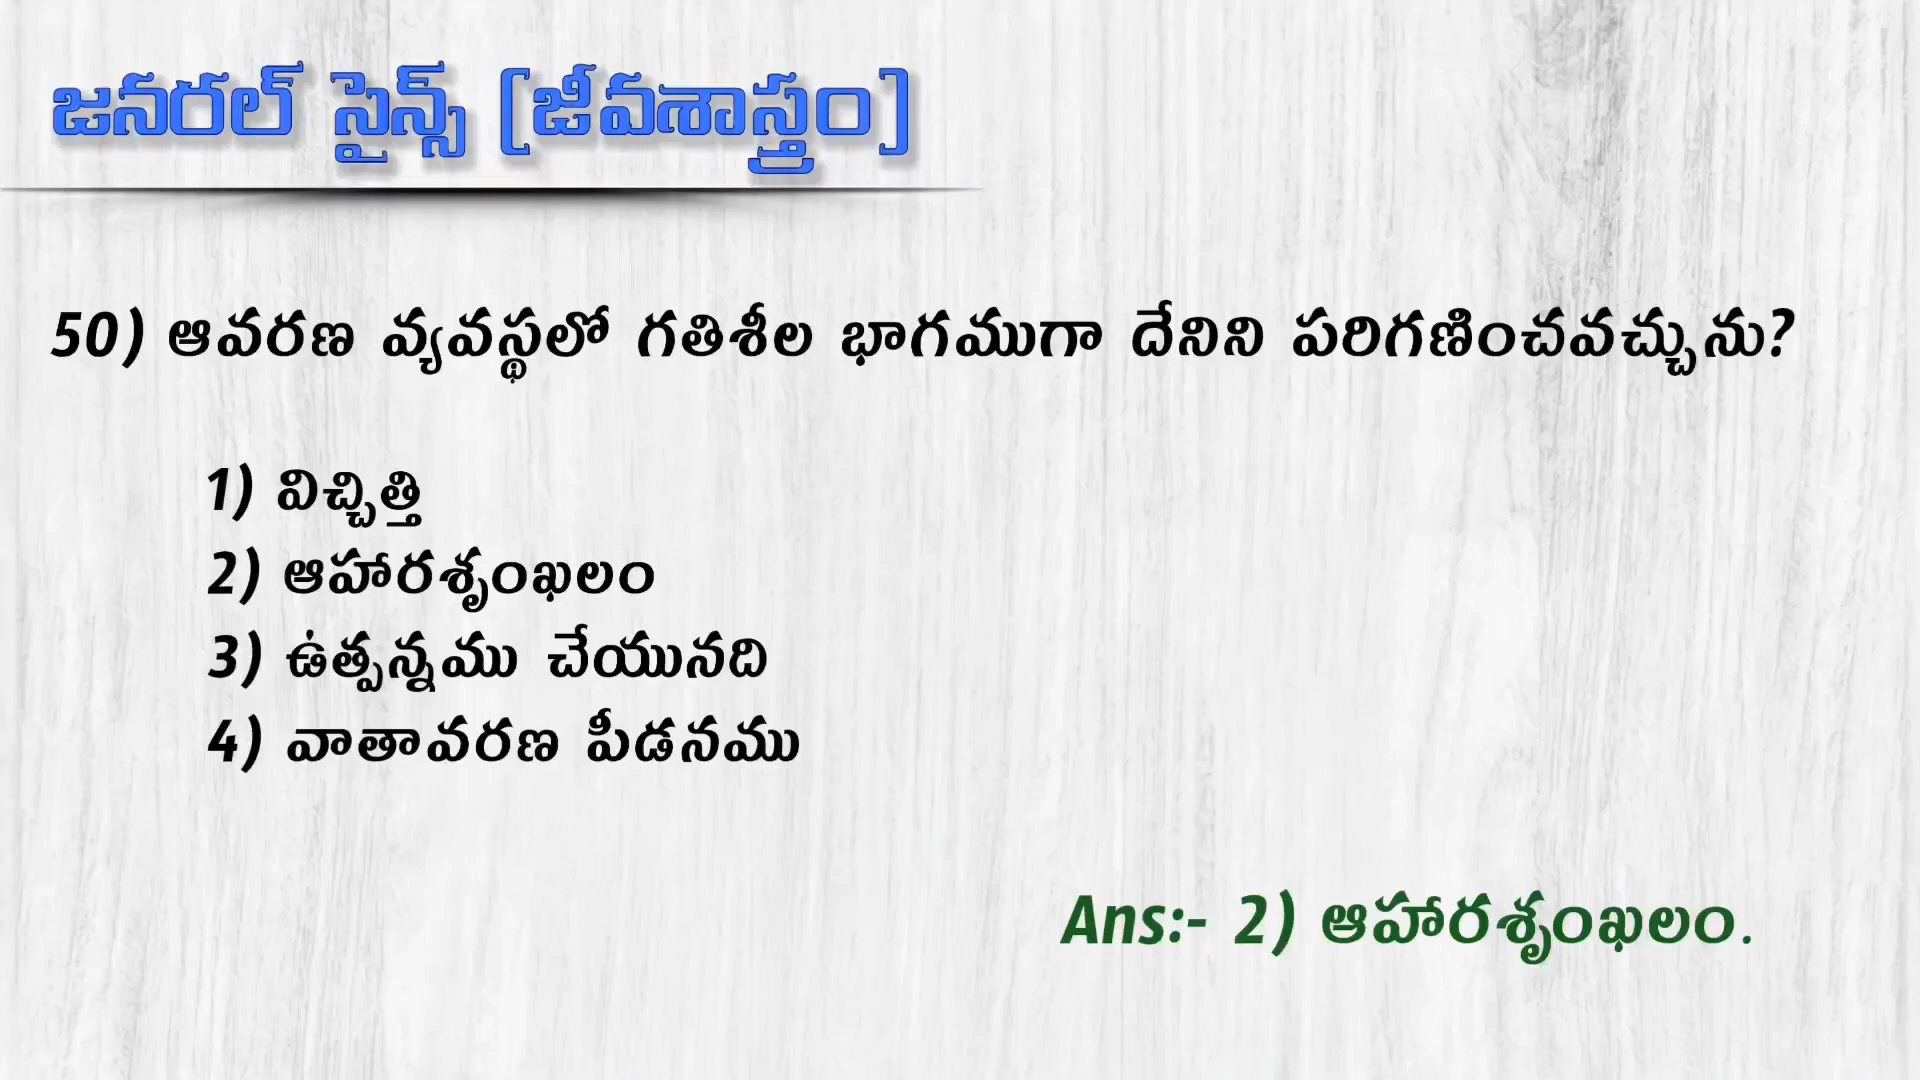 జనరల్ సైన్స్ [జీవశాస్త్రం]
50) ఆవరణ వ్యవస్థలో గతిశీల భాగముగా దేనిని పరిగణించవచ్చును?
1) విచ్చిత్తి
2) ఆహారశృంఖలం
3) ఉత్పన్నము చేయునది
4) వాతావరణ పీడనము
Ans:- 2) ఆహారశృంఖలం.